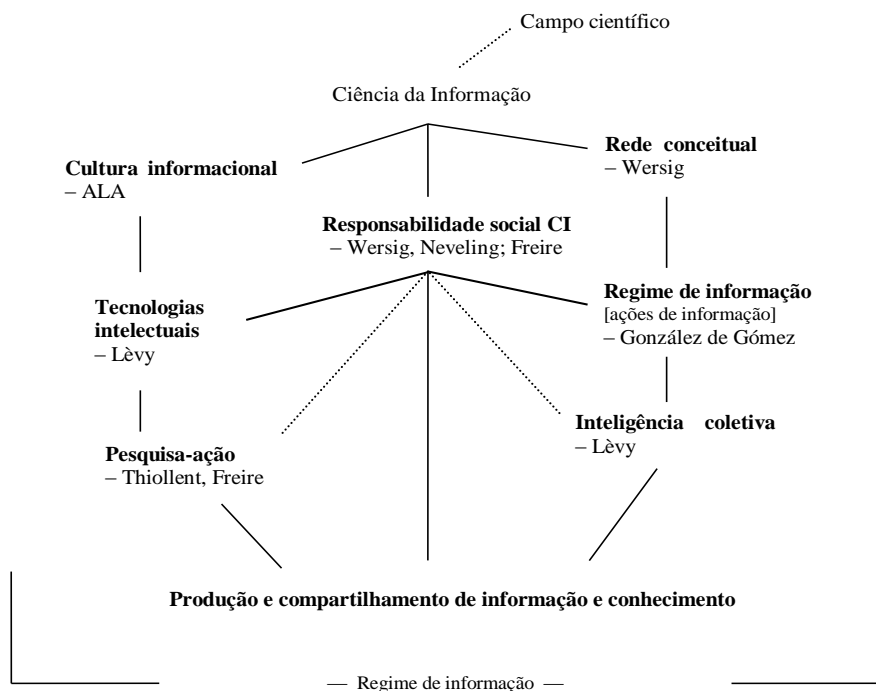 Campo científico
Ciência da Informação
Cultura informacional
– ALA
Rede conceitual
– Wersig
Responsabilidade social CI
– Wersig, Neveling; Freire
Tecnologias
intelectuais
– Lèvy
Regime de informação
[ações de informação]
– González de Gómez
Pesquisa-ação
– Thiollent, Freire
Inteligência coletiva
– Lèvy
Produção e compartilhamento de informação e conhecimento
— Regime de informação —